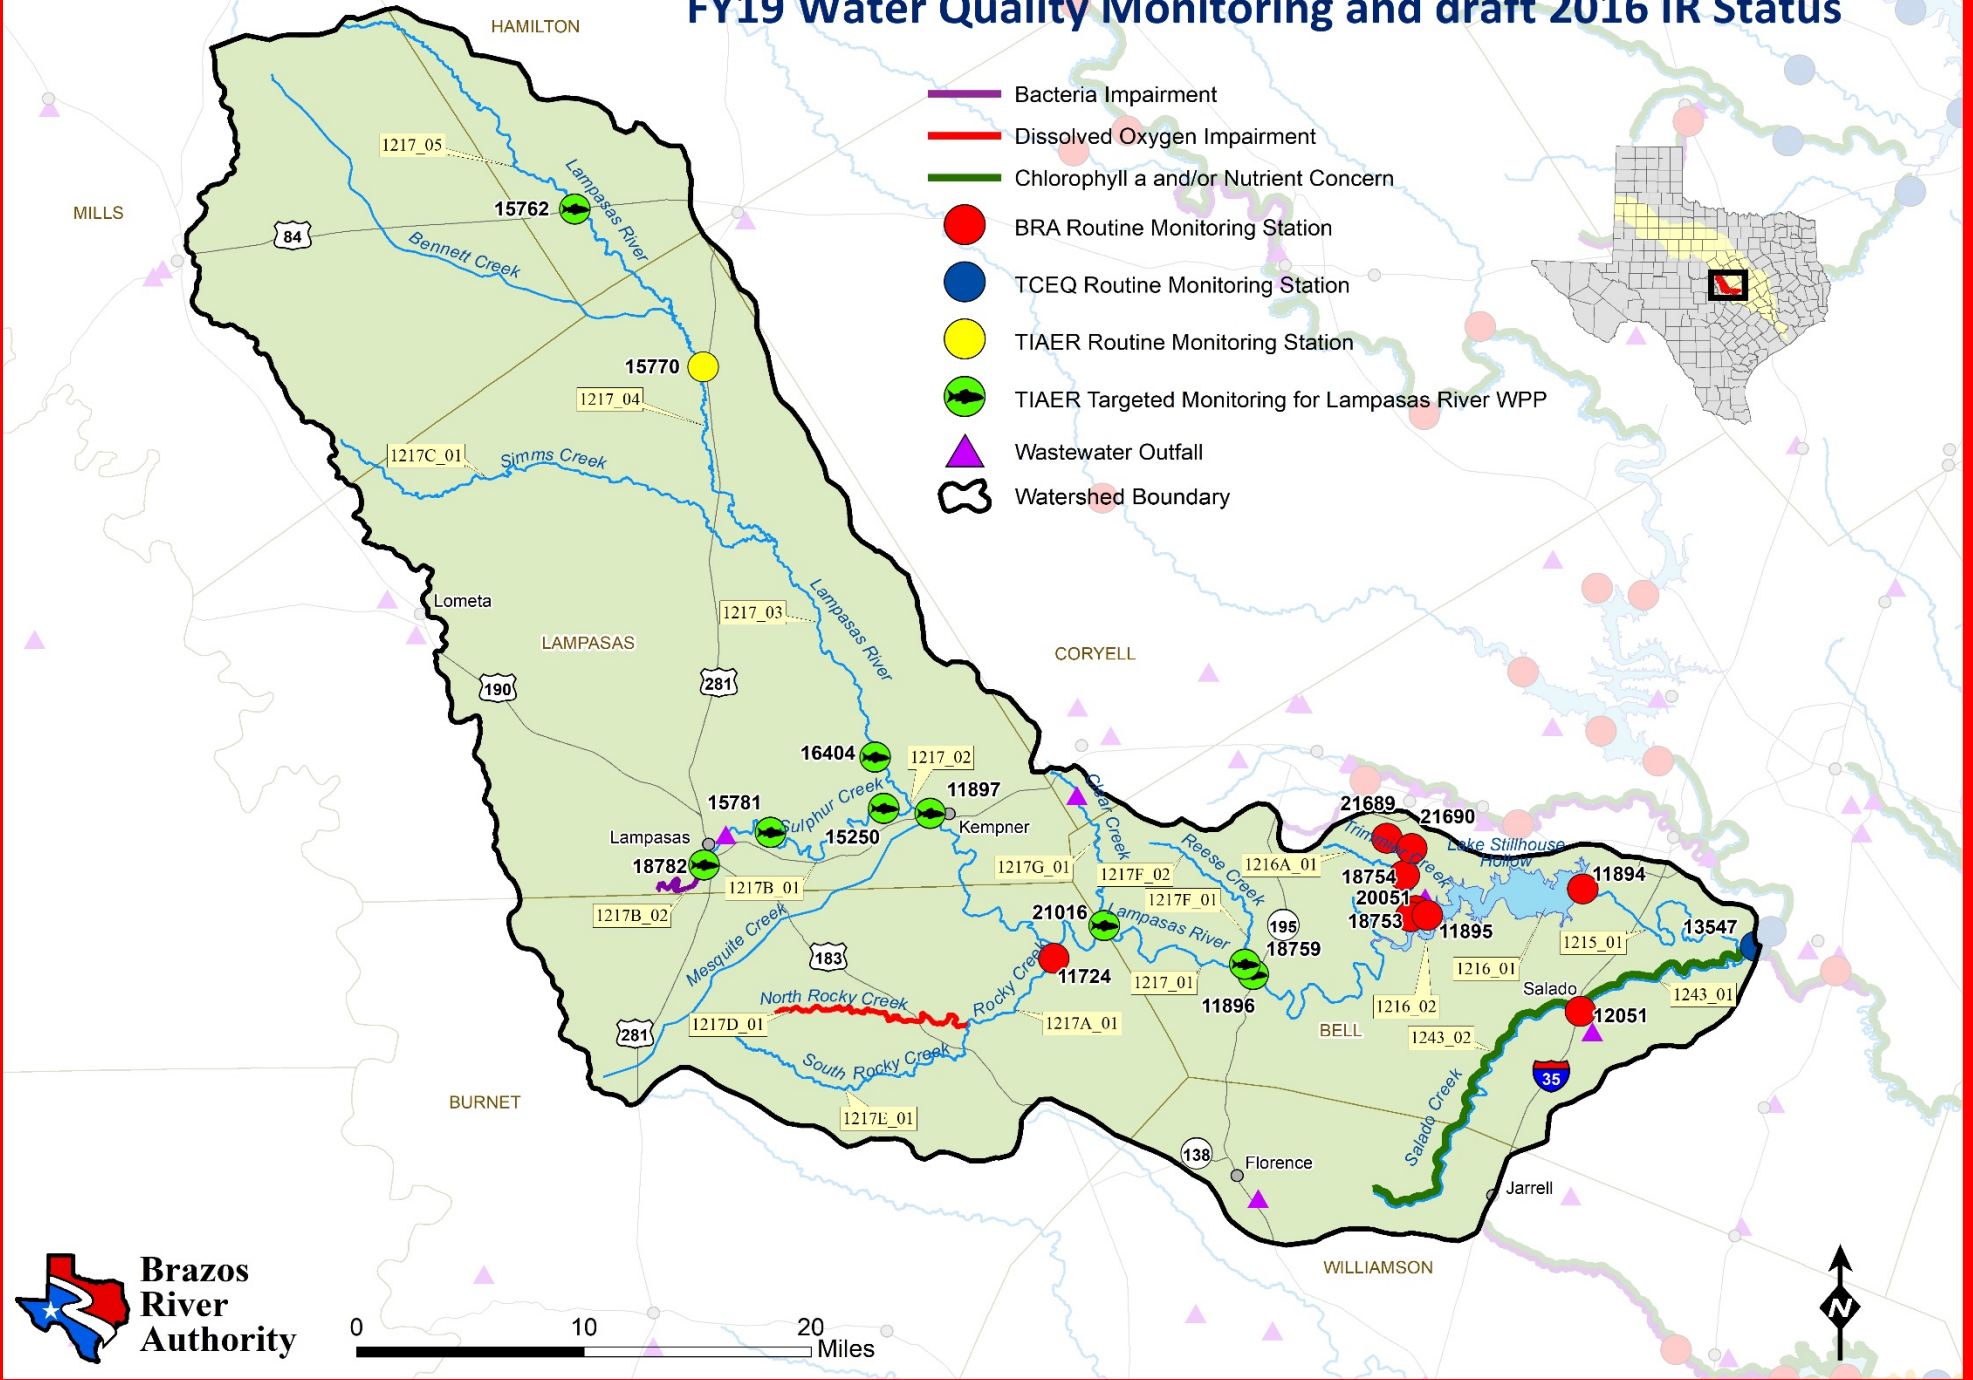 FY19 Water Quality Monitoring and draft 2016 IR Status
HAMILTON
Bacteria Impairment
Dissolved Oxygen Impairment
Chlorophyll a and/or Nutrient Concern
BRA Routine Monitoring Station
TCEQ Routine Monitoring Station
TIAER Routine Monitoring Station
TIAER Targeted Monitoring for Lampasas River WPP
Wastewater Outfall
Watershed Boundary
1217_05
Lampasas River
15762
MILLS
84
Bennett Creek
15770
1217_04
1217C_01
Simms Creek
Lometa
1217_03
Lampasas River
LAMPASAS
CORYELL
190
281
16404
1217_02
11897
15781
Sulphur Creek
15250
Kempner
Lampasas
18782
1217B_01
1217B_02
Clear Creek
1217G_01
1217F_02
Reese Creek
1217F_01
1216A_01
21689
21690
Trimmier Creek
Lake Stillhouse
Hollow
18754
20051
18753
11895
11894
13547
21016
Lampasas River
195
18759
1215_01
1216_01
1216_02
Mesquite Creek
183
11724
Rocky Creek
1217_01
11896
North Rocky Creek
1217D_01
1217A_01
281
South Rocky Creek
1217E_01
BURNET
BELL
Salado
12051
1243_01
1243_02
35
Salado Creek
138
Florence
Jarrell
WILLIAMSON
Brazos
River
Authority
0 10 20
Miles
N